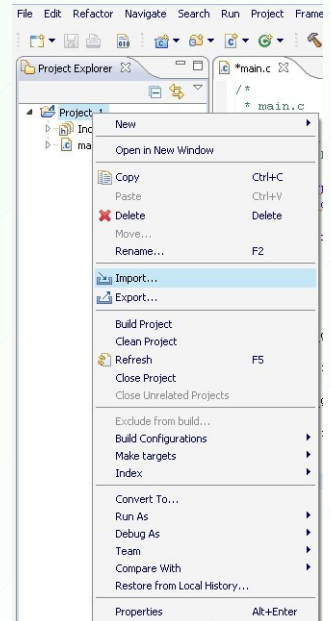 File Edit Refactor Navigate Search Run Project
Project Explorer
*main.c
/*
* main.c
New
Open in New Window
Copy Ctrl+C
Paste Ctrl+V
Delete Delete
Move...
Rename... F2
Import...
Export...
Build Project
Clean Project
Refresh F5
Close Project
Close Unrelated Projects
Exclude from build...
Build Configurations
Make targets
Index
Convert To...
Run As
Debug As
Team
Compare With
Restore from Local History...
Properties Alt+Enter